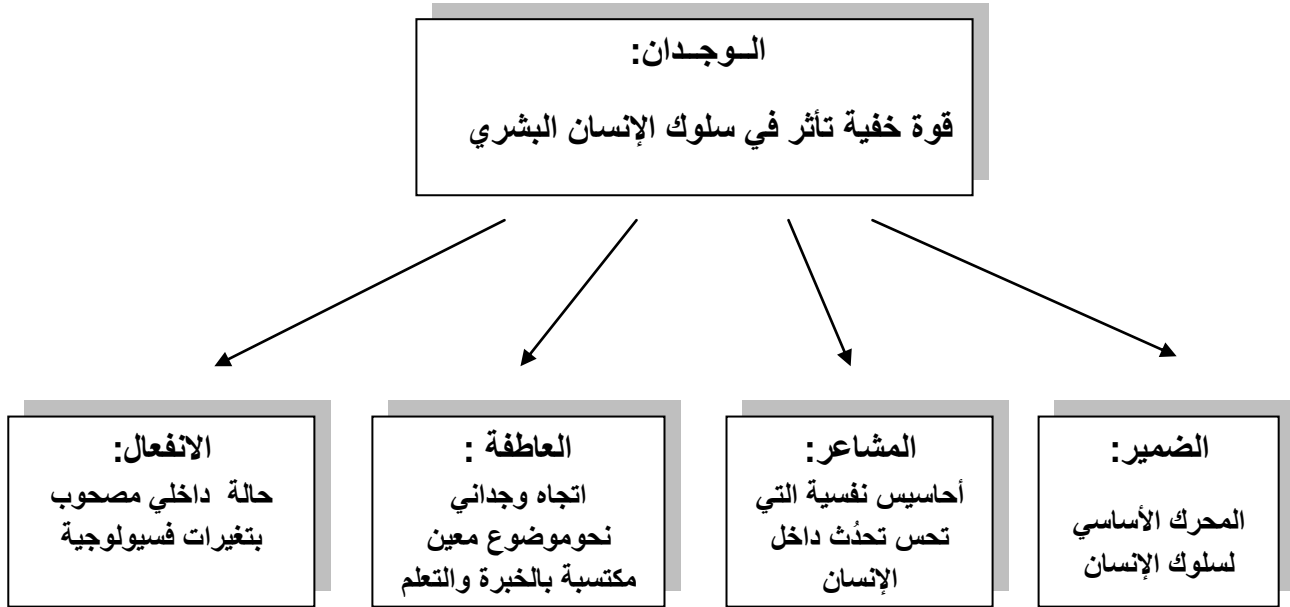 الــوجــدان:
قوة خفية تأثر في سلوك الإنسان البشري
الضمير:
المحرك الأساسي
لسلوك الإنسان
المشاعر:
أحاسيس نفسية التي
تحس تحدُث داخل
الإنسان
العاطفة :
اتجاه وجداني
نحوموضوع معين
مكتسبة بالخبرة والتعلم
الانفعال:
حالة داخلي مصحوب
بتغيرات فسيولوجية